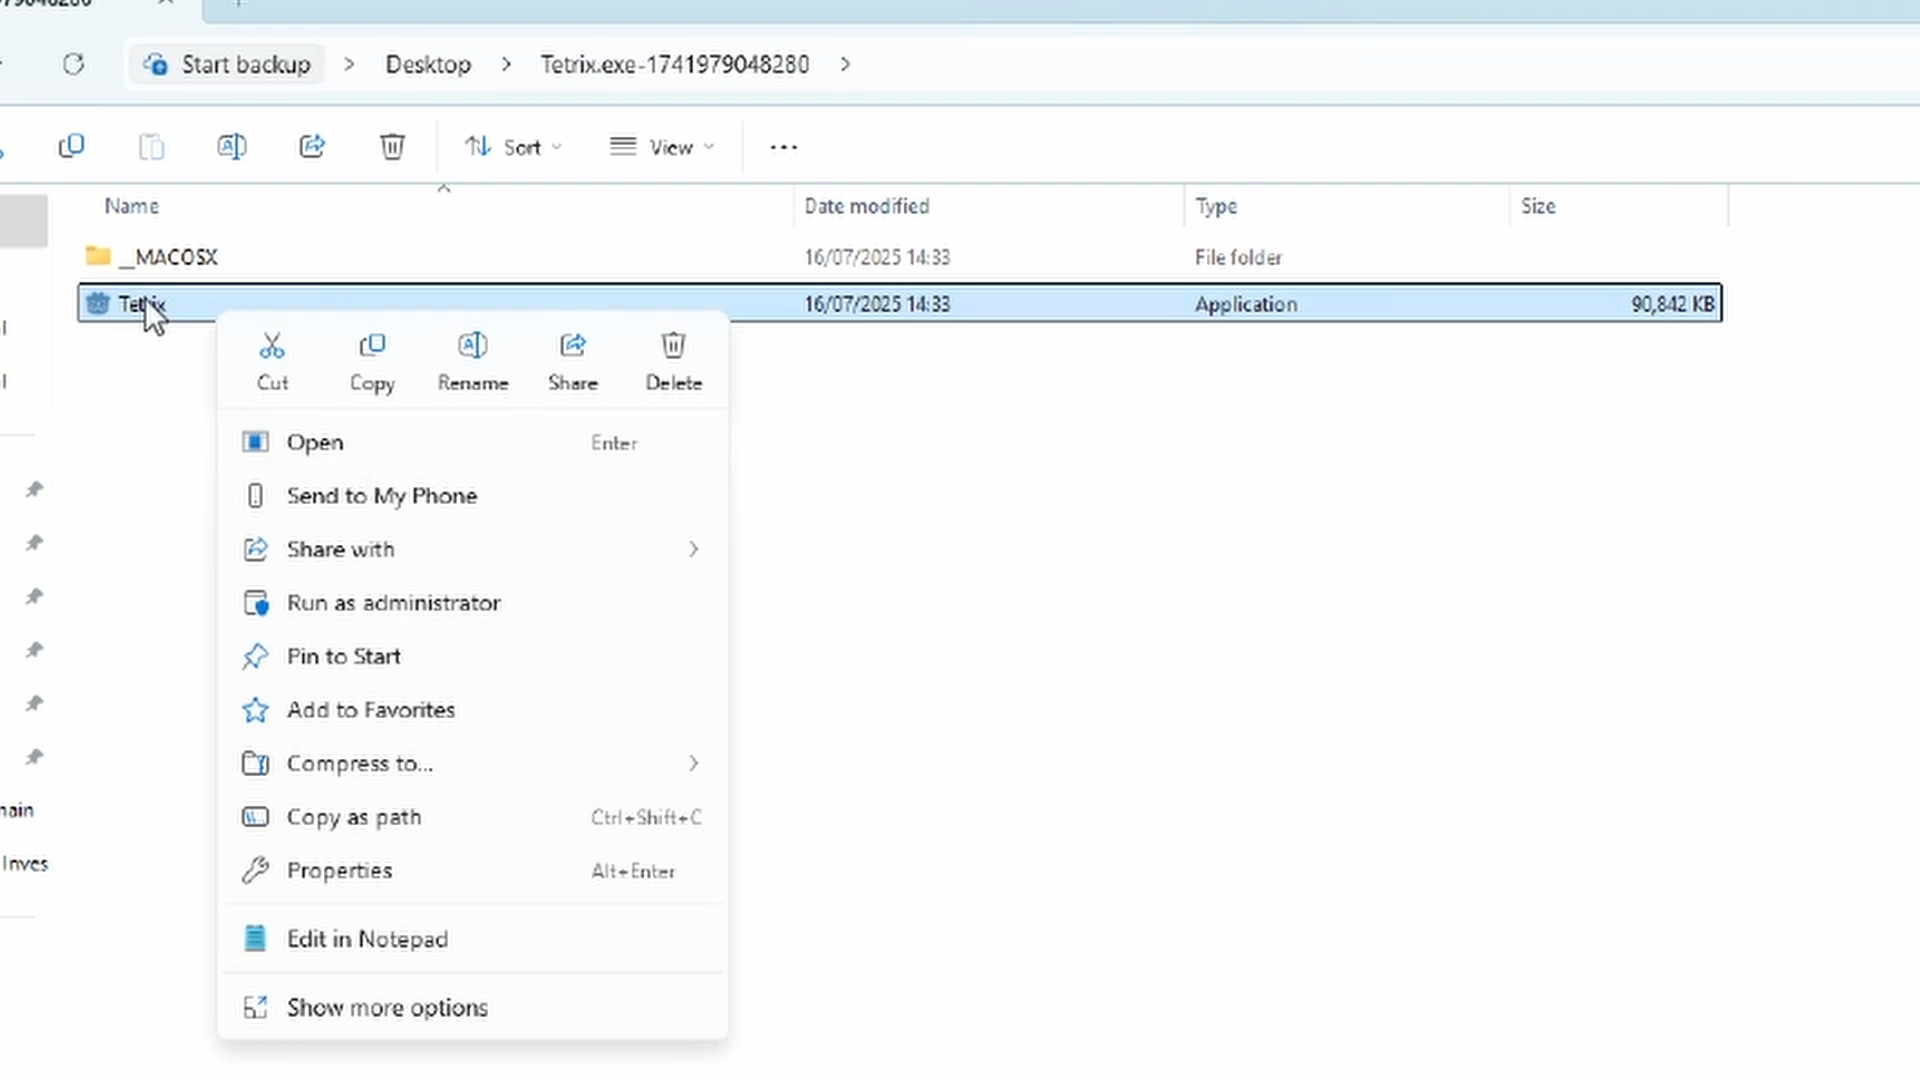 Start backup > Desktop > Tetrix.exe-1741979048280 >
Sort View
Name Date modified Type Size
__MACOSX 16/07/2025 14:33 File folder
Tetrix 16/07/2025 14:33 Application 90,842 KB
Cut Copy Rename Share Delete
Open Enter
Send to My Phone
Share with
Run as administrator
Pin to Start
Add to Favorites
Compress to...
Copy as path Ctrl+Shift+C
Properties Alt+Enter
Edit in Notepad
Show more options